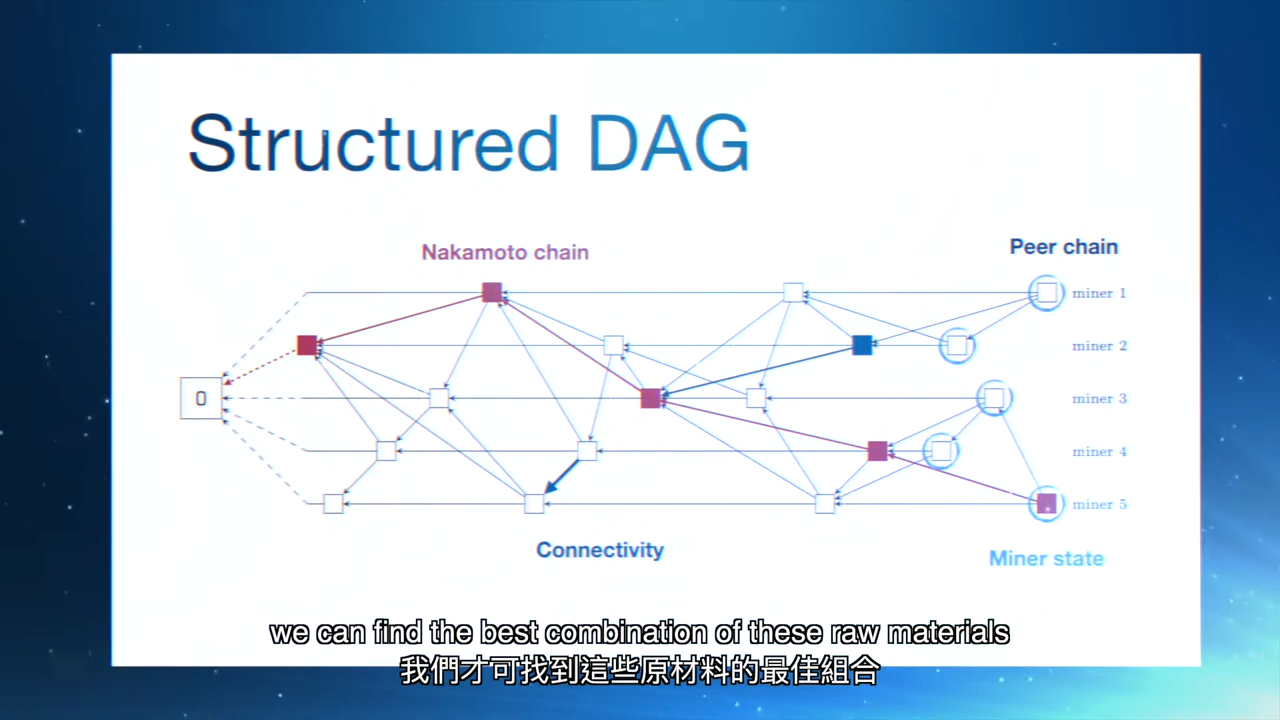 Structured DAG
Nakamoto chain
Peer chain
miner 1
miner 2
0
miner 3
miner 4
miner 5
Connectivity
Miner state
we can find the best combination of these raw materials
我們才可找到這些原材料的最佳組合